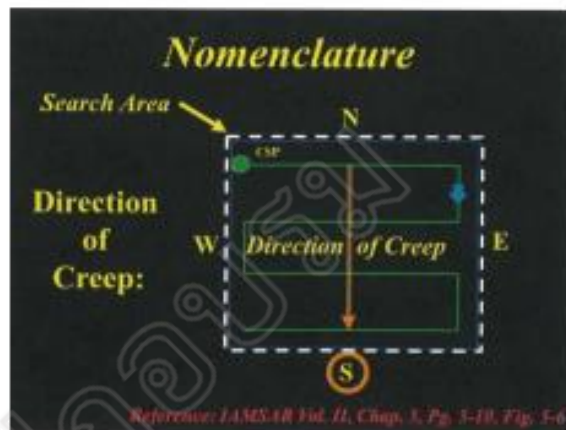 Nomenclature
Search Area
N
CSP
Direction
of
Creep:
W
Direction of Creep
E
S
Reference: IAMSAR Vol. II, Chap. 5, Pg. 5-10, Fig. 5-6